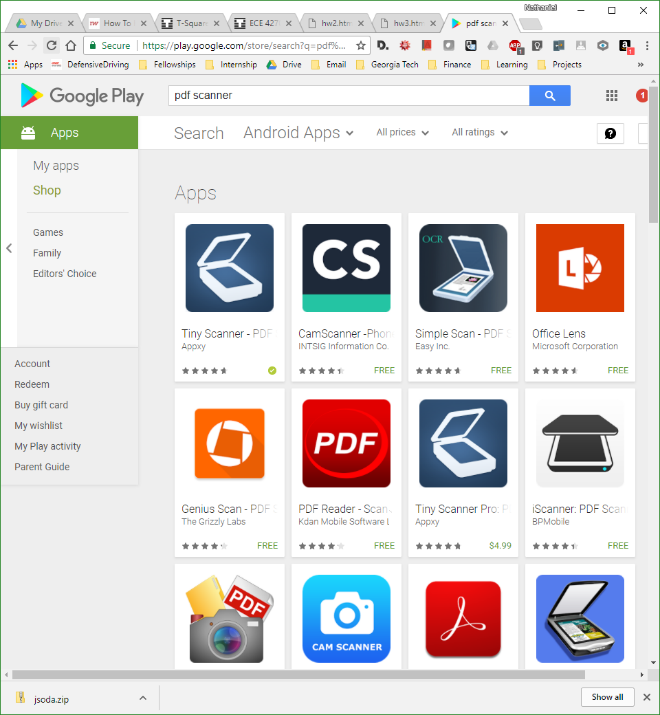 Nathaniel
My Drive
How To
T-Square
ECE 427
hw2.htm
hw3.htm
pdf scan
Secure https://play.google.com/store/search?q=pdf%
Apps DefensiveDriving Fellowships Internship Drive Email Georgia Tech Finance Learning Projects »
Google Play
pdf scanner
1
Apps
Search Android Apps All prices All ratings
My apps
Shop
Games
Family
Editors' Choice
Account
Redeem
Buy gift card
My wishlist
My Play activity
Parent Guide
Apps
CS
OCR
L
Tiny Scanner - PDF
Appxy
CamScanner -Phon
INTSIG Information Co.
FREE
Simple Scan - PDF S
Easy Inc.
FREE
Office Lens
Microsoft Corporation
FREE
PDF
Genius Scan - PDF
The Grizzly Labs
FREE
PDF Reader - Scan
Kdan Mobile Software L
FREE
Tiny Scanner Pro: P
Appxy
$4.99
iScanner: PDF Scan
BPMobile
FREE
PDF
CAM SCANNER
jsoda.zip
Show all